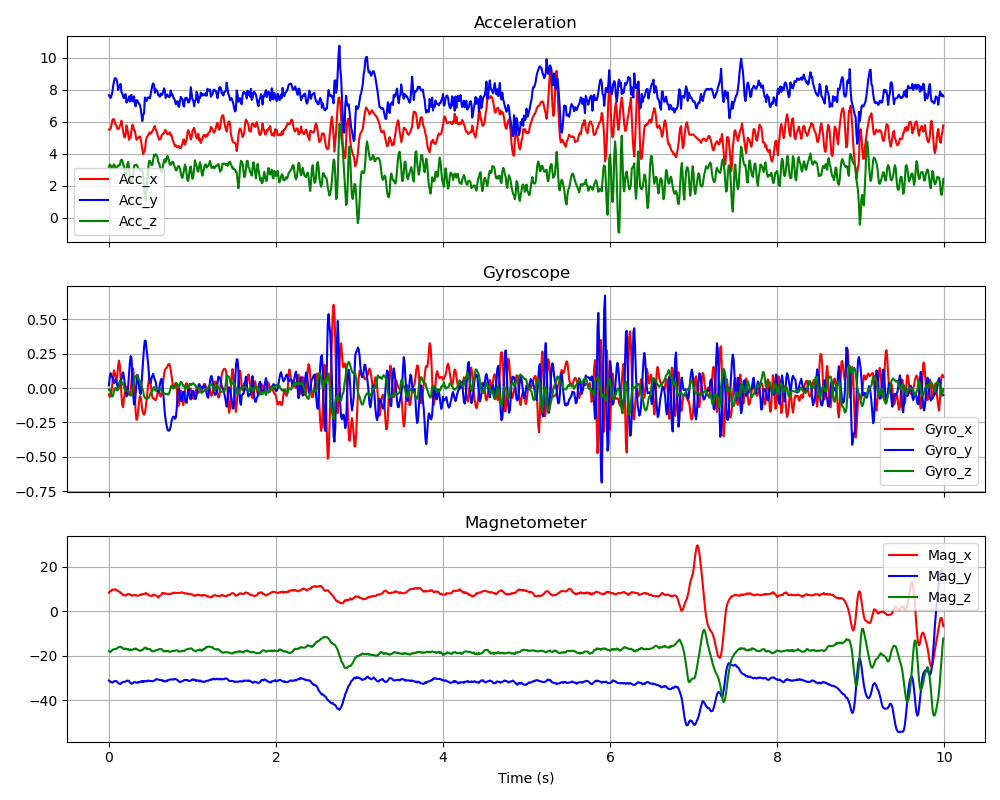 Acceleration
10
8
6
4
2
0
Acc_x
Acc_y
Acc_z
Gyroscope
0.50
0.25
0.00
−0.25
−0.50
−0.75
Gyro_x
Gyro_y
Gyro_z
Magnetometer
20
0
−20
−40
Mag_x
Mag_y
Mag_z
0 2 4 6 8 10
Time (s)